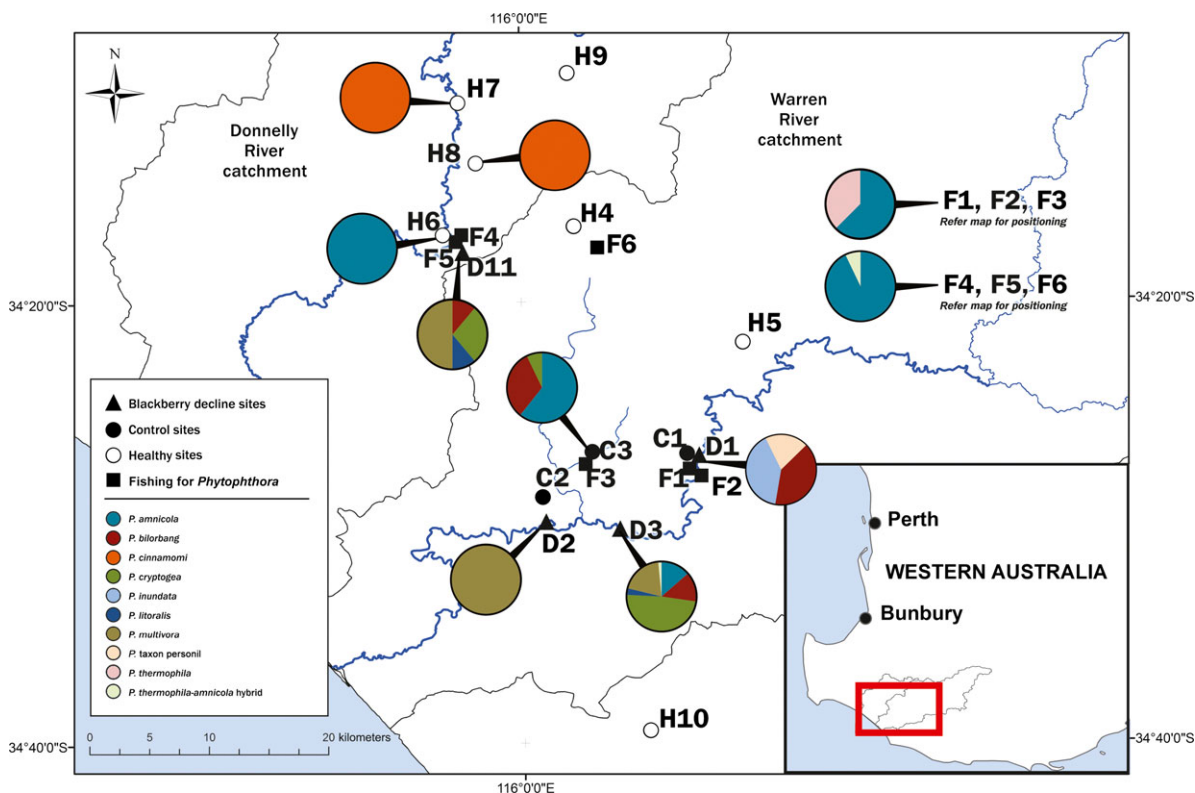 116°0'0"E
N
H9
H7
Donnelly
River
catchment
Warren
River
catchment
H8
F1, F2, F3
Refer map for positioning
H4
H6
F4
F6
F5
D11
F4, F5, F6
Refer map for positioning
34°20'0"S
34°20'0"S
H5
Blackberry decline sites
Control sites
Healthy sites
Fishing for Phytophthora
P. amnicola
P. bilorbang
P. cinnamomi
P. cryptogea
P. inundata
P. litoralis
P. multivora
P. taxon personil
P. thermophila
P. thermophila-amnicola hybrid
0 5 10 20 kilometers
C3
C1
D1
F3
F1
F2
C2
D2
D3
H10
Perth
WESTERN AUSTRALIA
Bunbury
34°40'0"S
34°40'0"S
116°0'0"E